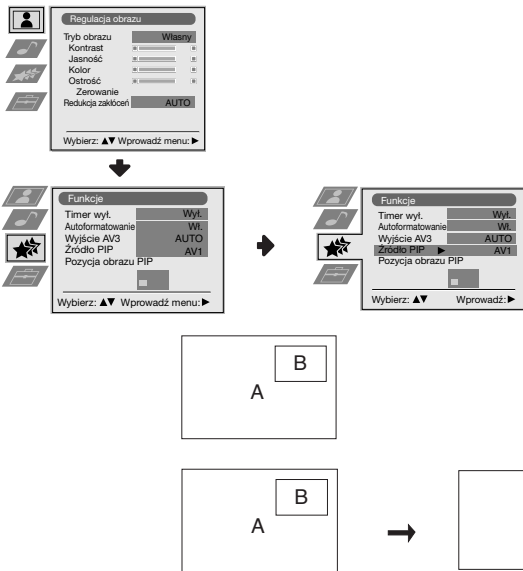 Regulacja obrazu
Tryb obrazu Własny
Kontrast
Jasność
Kolor
Ostrość
Zerowanie
Redukcja zakłóceń AUTO
Wybierz: ▲▼ Wprowadź menu: ▶
Funkcje
Timer wył. Wył.
Autoformatowanie Wł.
Wyjście AV3 AUTO
Źródło PIP AV1
Pozycja obrazu PIP
Wybierz: ▲▼ Wprowadź menu: ▶
Funkcje
Timer wył. Wył.
Autoformatowanie Wł.
Wyjście AV3 AUTO
Źródło PIP ▶ AV1
Pozycja obrazu PIP
Wybierz: ▲▼ Wprowadź: ▶
B
A
B
A